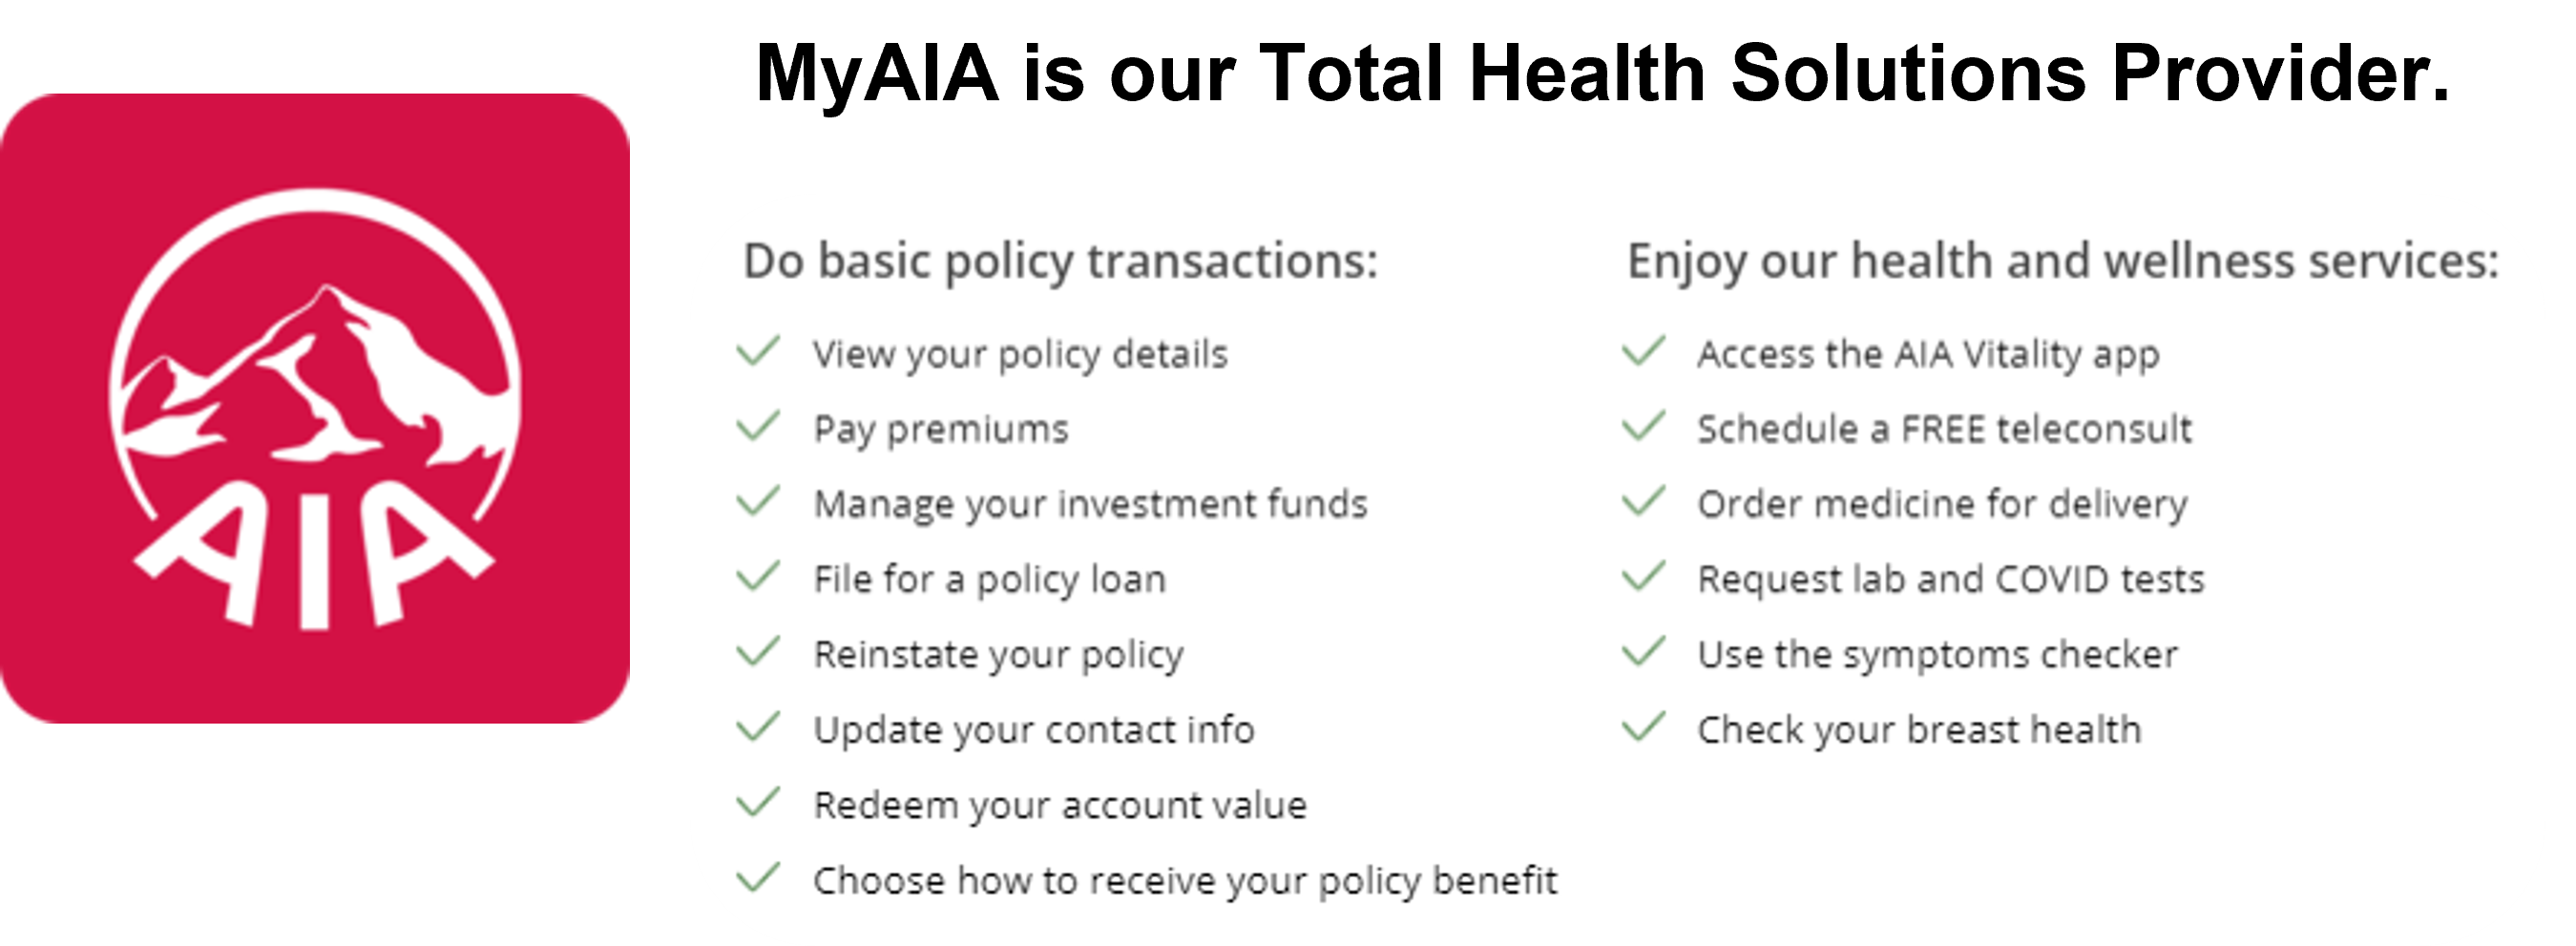 MyAIA is our Total Health Solutions Provider.
AIA
Do basic policy transactions:
View your policy details
Pay premiums
Manage your investment funds
File for a policy loan
Reinstate your policy
Update your contact info
Redeem your account value
Choose how to receive your policy benefit
Enjoy our health and wellness services:
Access the AIA Vitality app
Schedule a FREE teleconsult
Order medicine for delivery
Request lab and COVID tests
Use the symptoms checker
Check your breast health